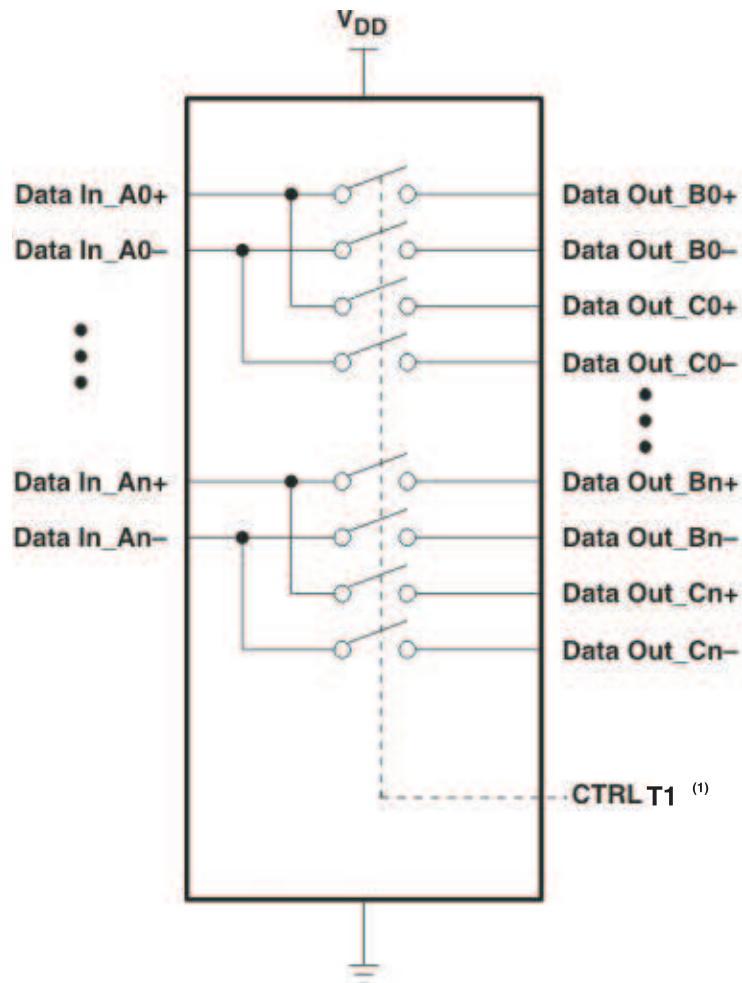 VDD
Data In_A0+ Data Out_B0+
Data In_A0– Data Out_B0–
Data Out_C0+
Data Out_C0–
Data In_An+ Data Out_Bn+
Data In_An– Data Out_Bn–
Data Out_Cn+
Data Out_Cn–
CTRL T1 (1)